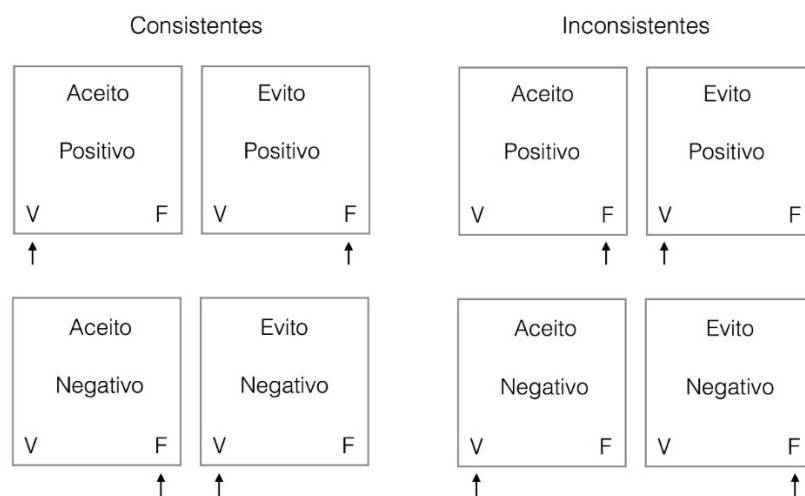 Consistentes
Inconsistentes
Aceito
Positivo
V F
Evito
Positivo
V F
Aceito
Positivo
V F
Evito
Positivo
V F
Aceito
Negativo
V F
Evito
Negativo
V F
Aceito
Negativo
V F
Evito
Negativo
V F